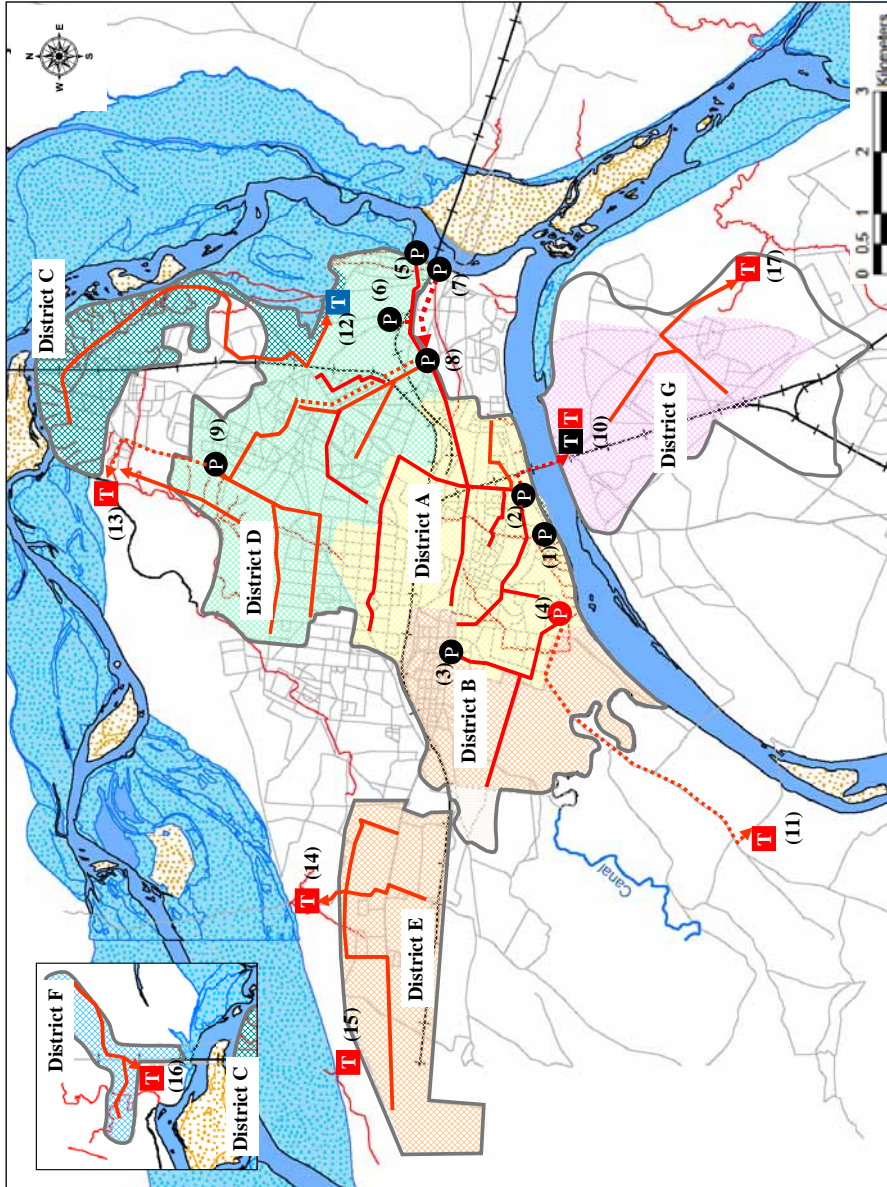 N
E
S
W
Kilometers
0 0.5 1 2 3
District C
P
(5)
P
(7)
(6)
P
T
(12)
P
(8)
T
(17)
P
(9)
T
(13)
District D
District A
T T
(10)
District G
P
(2)
P
(1)
P
(4)
P
(3)
District B
T
(14)
T
(11)
Canal
District E
T
(15)
District F
T
(16)
District C